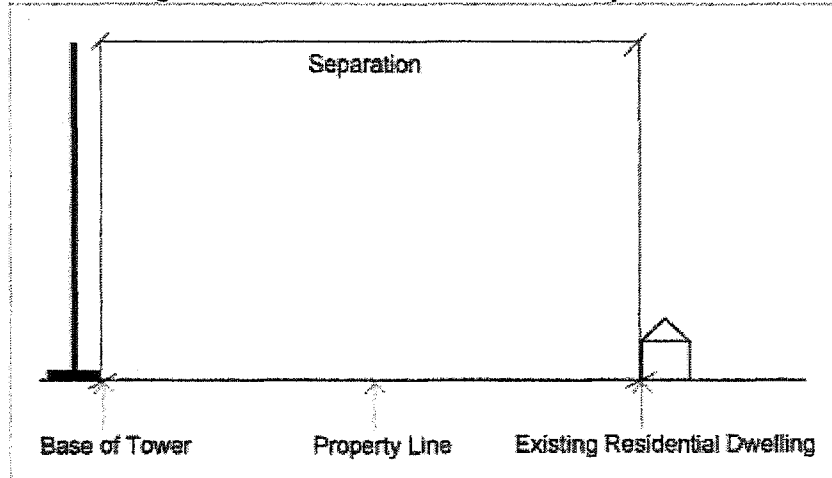 Separation
Base of Tower
Property Line
Existing Residential Dwelling